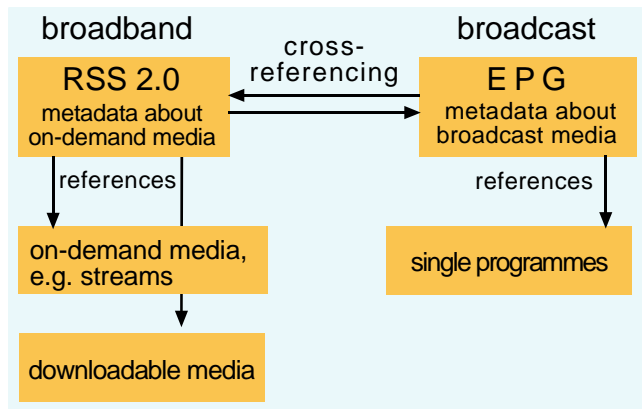 broadband
RSS 2.0
metadata about
on-demand media
references
on-demand media,
e.g. streams
downloadable media
cross-
referencing
broadcast
E P G
metadata about
broadcast media
references
single programmes